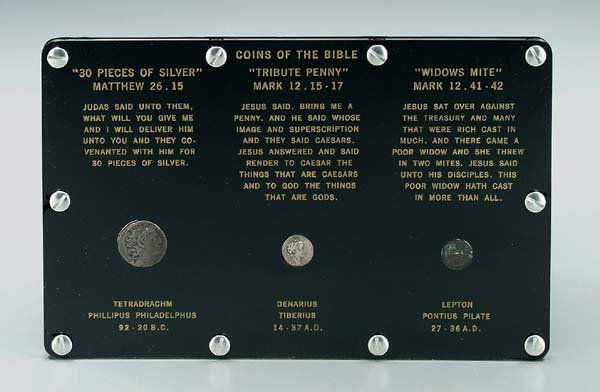 COINS OF THE BIBLE
"30 PIECES OF SILVER"
MATTHEW 26.15
JUDAS SAID UNTO THEM,
WHAT WILL YOU GIVE ME
AND I WILL DELIVER HIM
UNTO YOU AND THEY CO-
VENANTED WITH HIM FOR
30 PIECES OF SILVER.
TETRADRACHM
PHILLIPUS PHILADELPHUS
92-20 B.C.
"TRIBUTE PENNY"
MARK 12.15-17
JESUS SAID. BRING ME A
PENNY. AND HE SAID WHOSE
IMAGE AND SUPERSCRIPTION
AND THEY SAID CAESARS.
JESUS ANSWERED AND SAID
RENDER TO CAESAR THE
THINGS THAT ARE CAESARS
AND TO GOD THE THINGS
THAT ARE GODS.
DENARIUS
TIBERIUS
14-37 A.D.
"WIDOWS MITE"
MARK 12.41-42
JESUS SAT OVER AGAINST
THE TREASURY AND MANY
THAT WERE RICH CAST IN
MUCH. AND THERE CAME A
POOR WIDOW AND SHE THREW
IN TWO MITES. JESUS SAID
UNTO HIS DISCIPLES. THIS
POOR WIDOW HATH CAST
IN MORE THAN ALL.
LEPTON
PONTIUS PILATE
27-36 A.D.